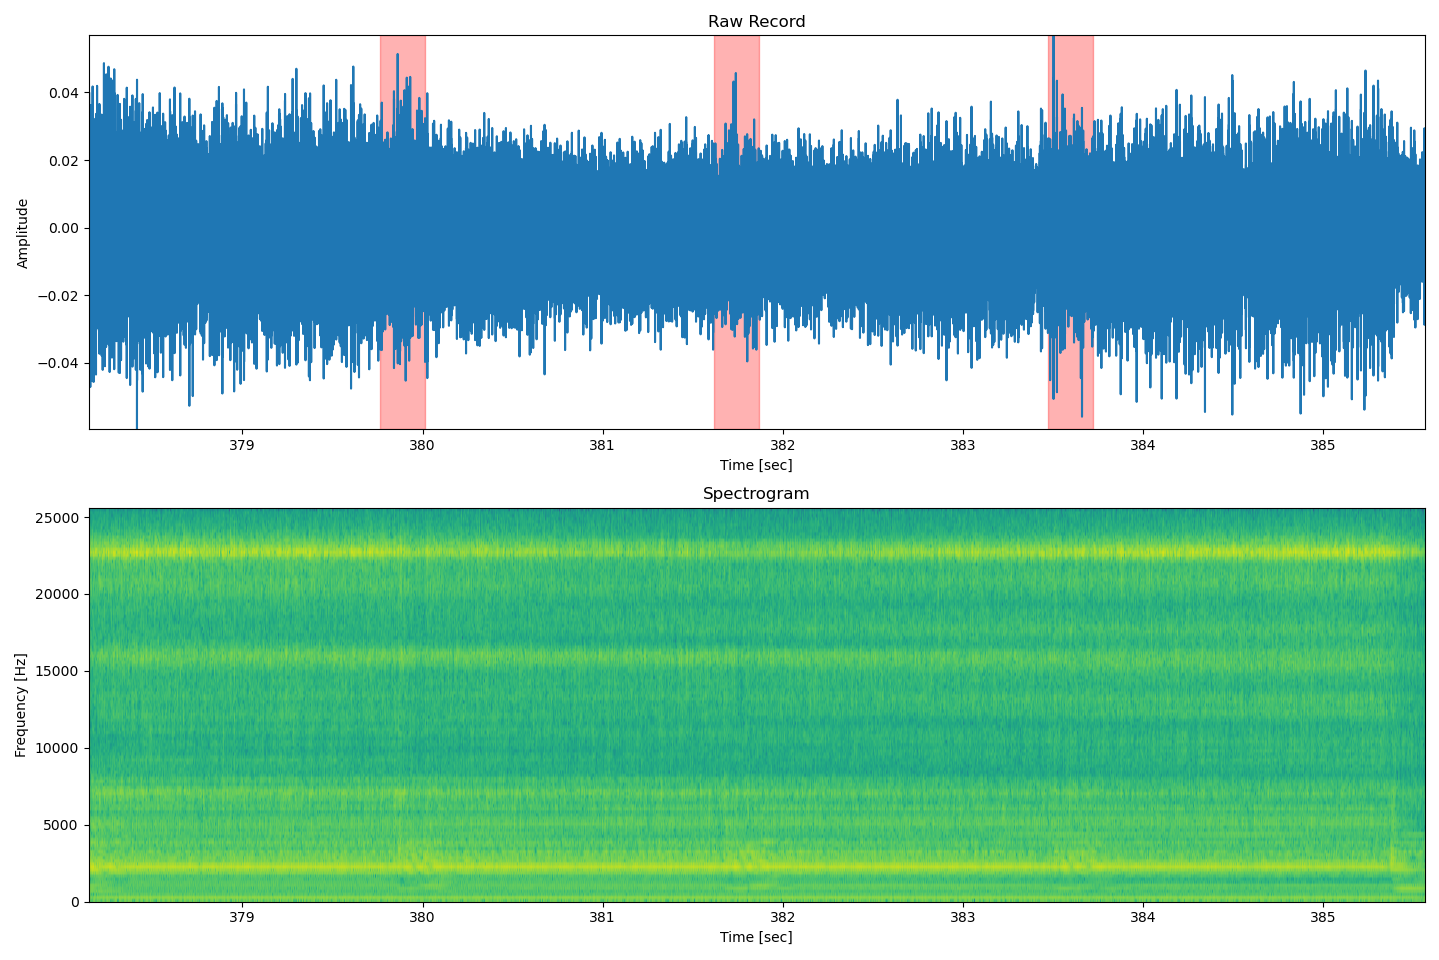 Raw Record
0.04
0.02
0.00
−0.02
−0.04
Amplitude
379 380 381 382 383 384 385
Time [sec]
Spectrogram
25000
20000
15000
10000
5000
0
Frequency [Hz]
379 380 381 382 383 384 385
Time [sec]